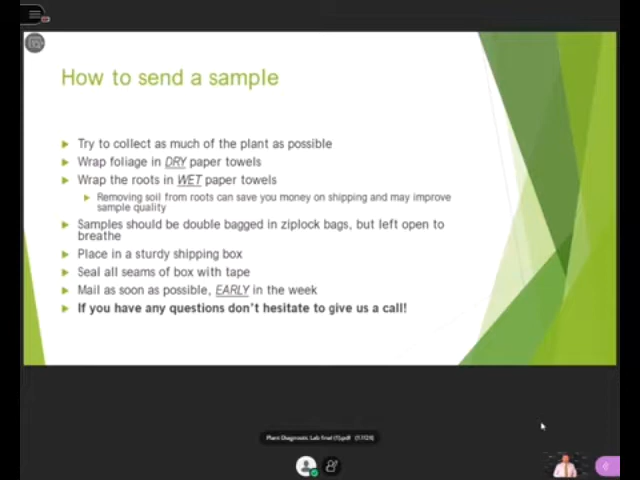 How to send a sample
Try to collect as much of the plant as possible
Wrap foliage in DRY paper towels
Wrap the roots in WET paper towels
Removing soil from roots can save you money on shipping and may improve
sample quality
Samples should be double bagged in ziplock bags, but left open to
breathe
Place in a sturdy shipping box
Seal all seams of box with tape
Mail as soon as possible, EARLY in the week
If you have any questions don't hesitate to give us a call!
Plant Diagnostic Lab final (1).pdf